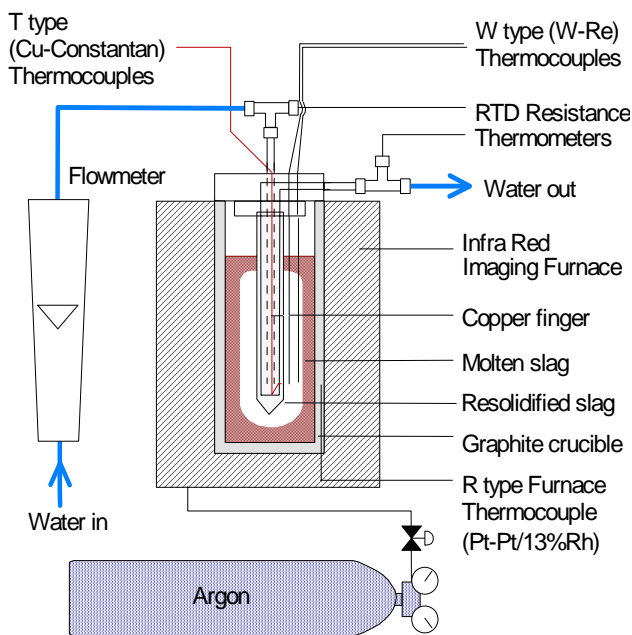 T type
(Cu-Constantan)
Thermocouples
W type (W-Re)
Thermocouples
RTD Resistance
Thermometers
Flowmeter
Water out
Infra Red
Imaging Furnace
Copper finger
Molten slag
Resolidified slag
Graphite crucible
R type Furnace
Thermocouple
(Pt-Pt/13%Rh)
Water in
Argon